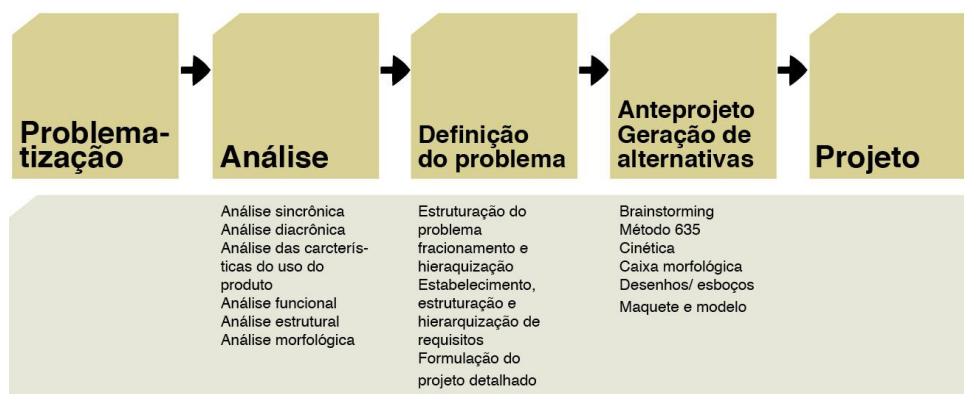 Problema-
tização
Análise
Definição
do problema
Anteprojeto
Geração de
alternativas
Projeto
Análise sincrônica
Análise diacrônica
Análise das carcterís-
ticas do uso do
produto
Análise funcional
Análise estrutural
Análise morfológica
Estruturação do
problema
fracionamento e
hieraquização
Estabelecimento,
estruturação e
hierarquização de
requisitos
Formulação do
projeto detalhado
Brainstorming
Método 635
Cinética
Caixa morfológica
Desenhos/ esboços
Maquete e modelo